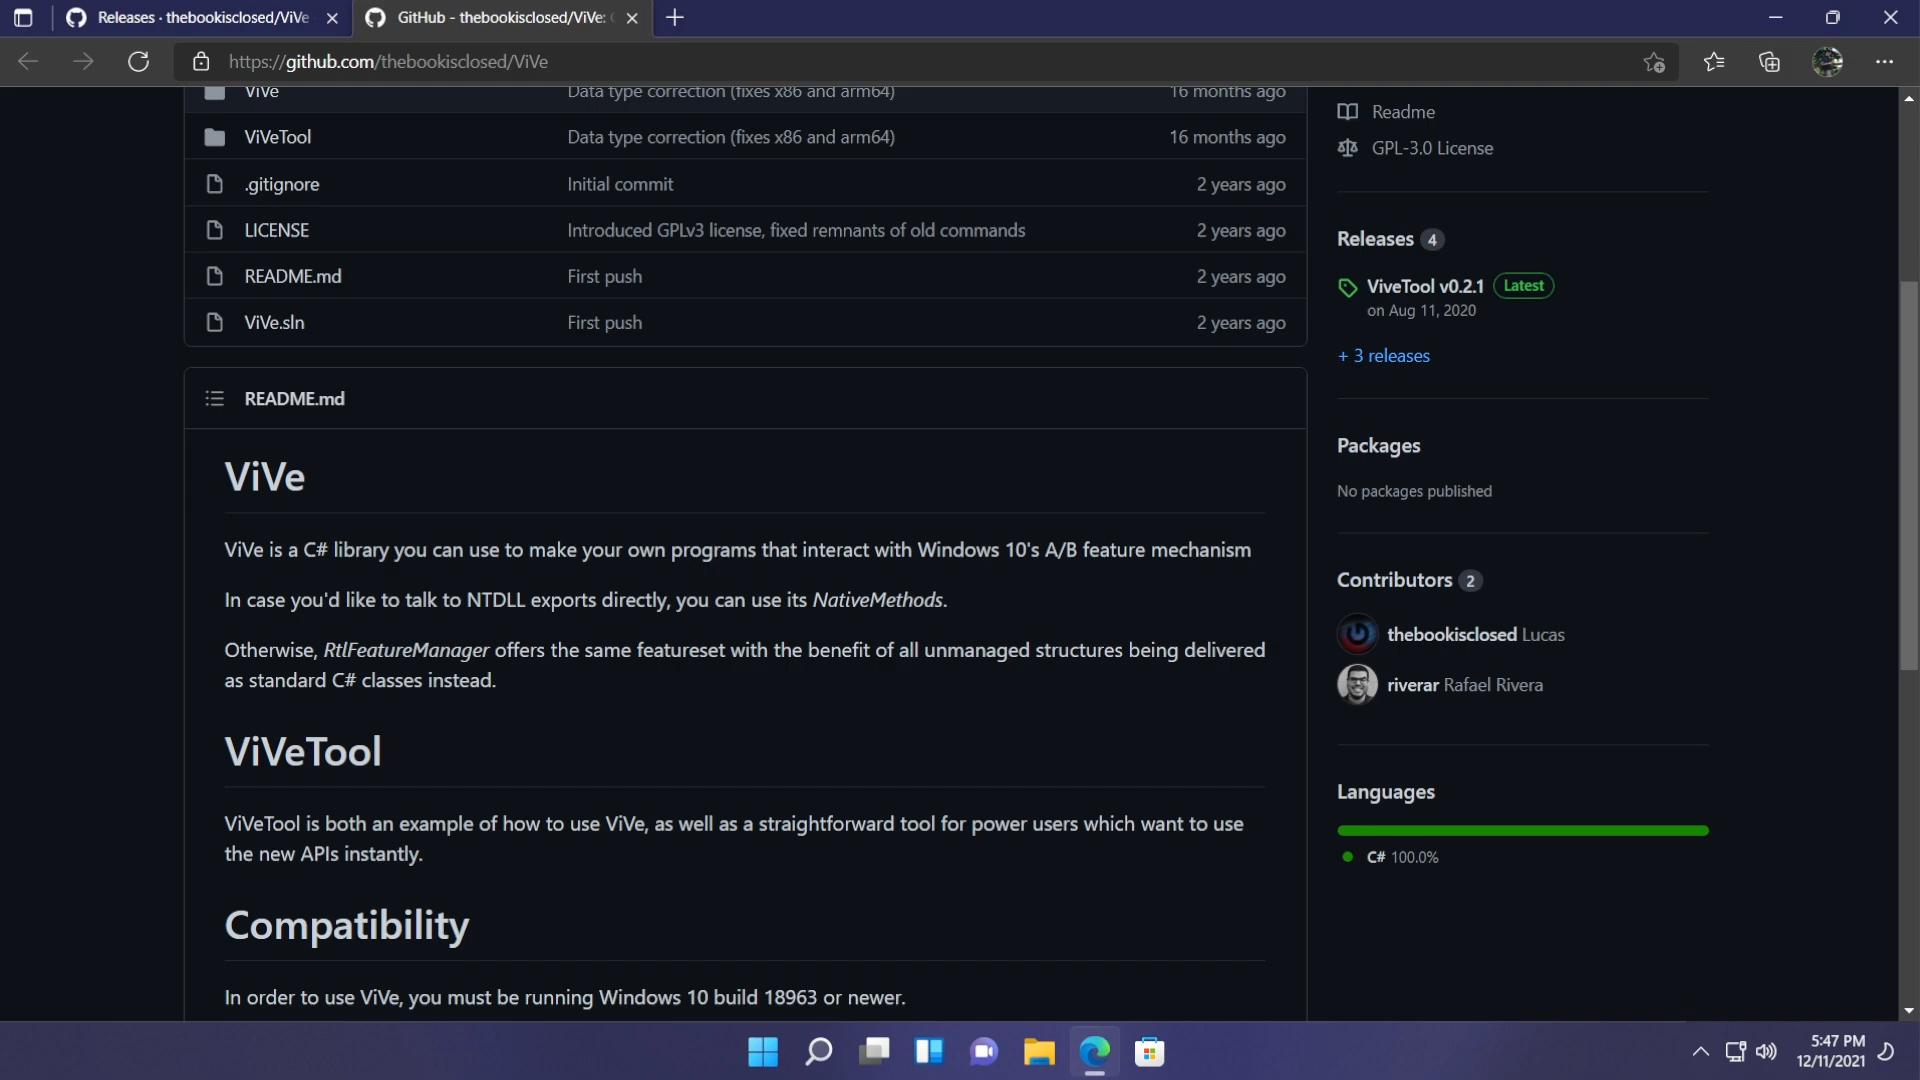 Releases · thebookisclosed/ViVe
GitHub - thebookisclosed/ViVe:
https://github.com/thebookisclosed/ViVe
ViVe Data type correction (fixes x86 and arm64) 16 months ago
ViVeTool Data type correction (fixes x86 and arm64) 16 months ago
.gitignore Initial commit 2 years ago
LICENSE Introduced GPLv3 license, fixed remnants of old commands 2 years ago
README.md First push 2 years ago
ViVe.sln First push 2 years ago
README.md
ViVe
ViVe is a C# library you can use to make your own programs that interact with Windows 10's A/B feature mechanism
In case you'd like to talk to NTDLL exports directly, you can use its NativeMethods.
Otherwise, RtlFeatureManager offers the same featureset with the benefit of all unmanaged structures being delivered
as standard C# classes instead.
ViVeTool
ViVeTool is both an example of how to use ViVe, as well as a straightforward tool for power users which want to use
the new APIs instantly.
Compatibility
In order to use ViVe, you must be running Windows 10 build 18963 or newer.
Readme
GPL-3.0 License
Releases 4
ViveTool v0.2.1 Latest
on Aug 11, 2020
+ 3 releases
Packages
No packages published
Contributors 2
thebookisclosed Lucas
riverar Rafael Rivera
Languages
C# 100.0%
5:47 PM
12/11/2021